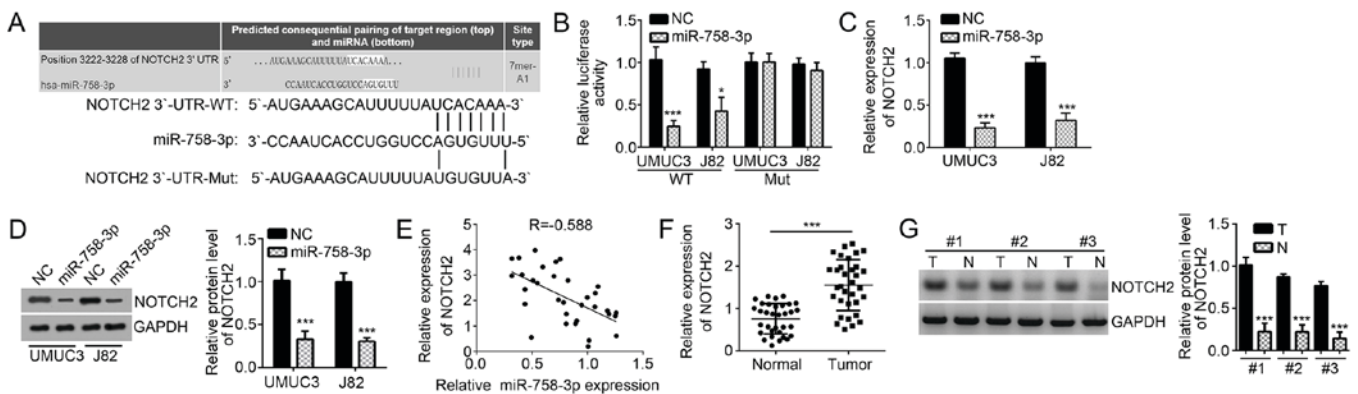 A
Predicted consequential pairing of target region (top) and miRNA (bottom)
Site type
Position 3222-3228 of NOTCH2 3' UTR 5' ...AUGAAAGCAUUUUUAUCACAAA...
hsa-miR-758-3p 3' CCAAUCACCUGGUCCAGUGUUU
7mer-A1
NOTCH2 3`-UTR-WT: 5`-AUGAAAGCAUUUUUAUCACAAA-3`
miR-758-3p: 3`-CCAAUCACCUGGUCCAGUGUUU-5`
NOTCH2 3`-UTR-Mut: 5`-AUGAAAGCAUUUUUAUGUGUUA-3`
B
Relative luciferase activity
NC
miR-758-3p
1.5
1.0
0.5
0.0
***
*
UMUC3 J82 UMUC3 J82
WT Mut
C
Relative expression of NOTCH2
NC
miR-758-3p
1.5
1.0
0.5
0.0
***
***
UMUC3 J82
D
NC miR-758-3p NC miR-758-3p
NOTCH2
GAPDH
UMUC3 J82
Relative protein level of NOTCH2
NC
miR-758-3p
1.5
1.0
0.5
0.0
***
***
UMUC3 J82
E
R=-0.588
Relative expression of NOTCH2
5
4
3
2
1
0
0.0 0.5 1.0 1.5
Relative miR-758-3p expression
F
***
Relative expression of NOTCH2
3
2
1
0
Normal Tumor
G
#1 #2 #3
T N T N T N
NOTCH2
GAPDH
Relative protein level of NOTCH2
T
N
1.5
1.0
0.5
0.0
***
***
***
#1 #2 #3